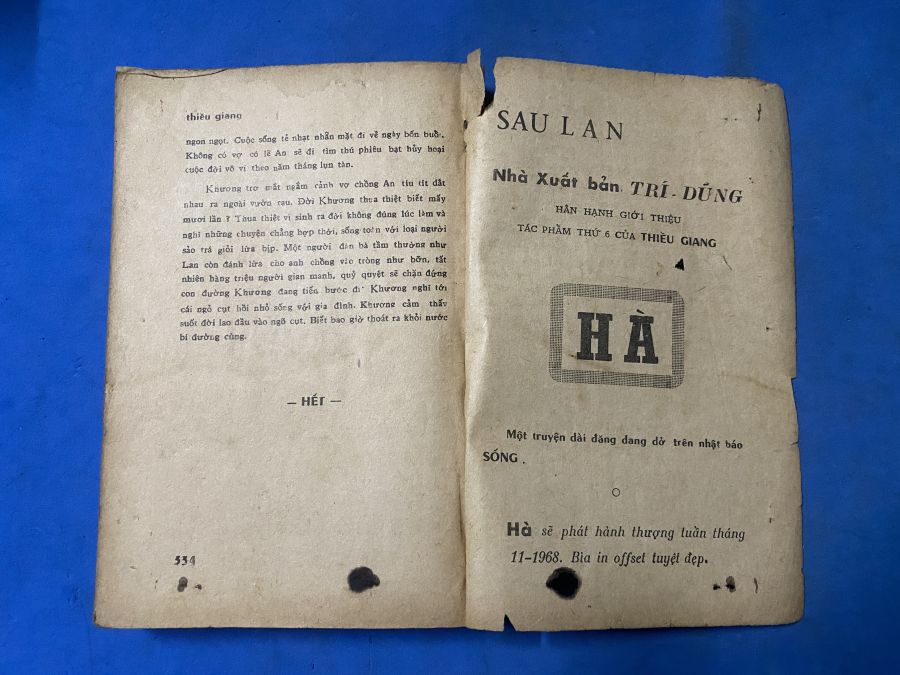 thiêu giang
ngon ngọt. Cuộc sống tẻ nhạt nhẵn mặt đi về ngày bốn buổi.
Không có vợ có lẽ An sẽ đi tìm thú phiêu bạt hủy hoại
cuộc đời vô vị theo năm tháng lụn tàn.
Khương trơ mắt ngắm cảnh vợ chồng An tíu tít dắt
nhau ra ngoài vườn rau. Đời Khương thua thiệt biết mấy
mươi lần ? Thua thiệt vì sinh ra đời không đúng lúc làm và
nghĩ những chuyện chẳng hợp thời, sống toàn với loại người
sảo trá giỏi lừa bịp. Một người đàn bà tầm thường như
Lan còn đánh lừa cho anh chồng vào tròng như bỡn, tất
nhiên hàng triệu người gian manh, quỷ quyệt sẽ chặn đứng
con đường Khương đang tiến bước đi. Khương nghĩ tới
cái ngõ cụt hồi nhỏ sống với gia đình. Khương cảm thấy
suốt đời lao đầu vào ngõ cụt. Biết bao giờ thoát ra khỏi nước
bí đường cùng.
— HẾT —
534
SAU LAN
Nhà Xuất bản TRÍ - DŨNG
HÂN HẠNH GIỚI THIỆU
TÁC PHẨM THỨ 6 CỦA THIỀU GIANG
HÀ
Một truyện dài đăng dang dở trên nhật báo
SÓNG .
Hà sẽ phát hành thượng tuần tháng
11-1968. Bìa in offset tuyệt đẹp.